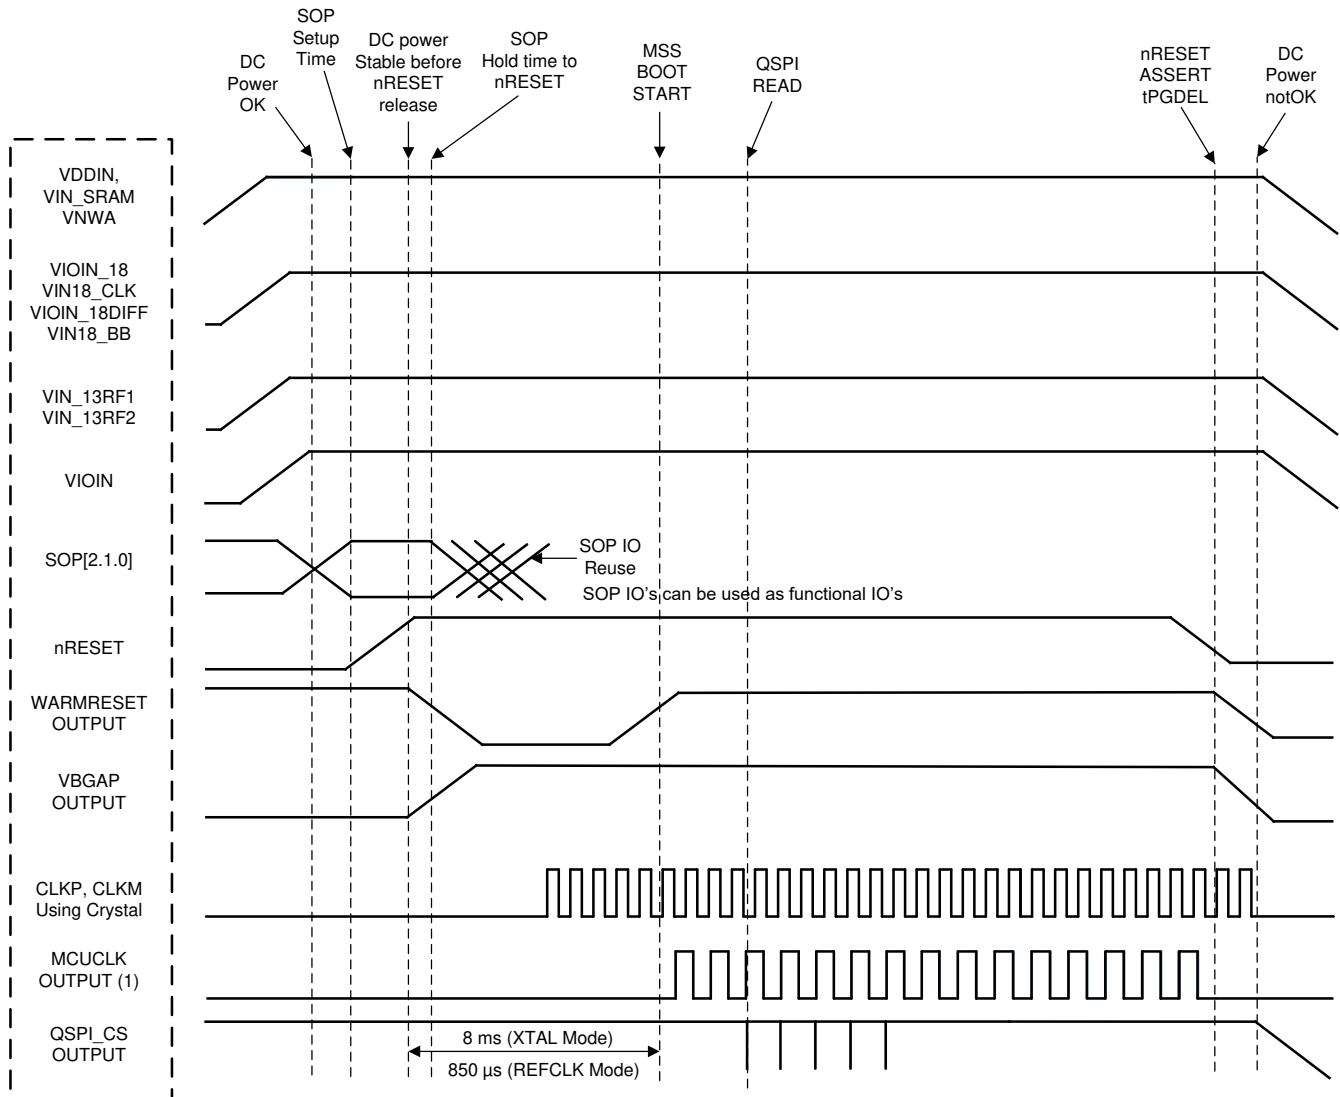 SOP
Setup
Time
DC
Power
OK
DC power
Stable before
nRESET
release
SOP
Hold time to
nRESET
MSS
BOOT
START
QSPI
READ
nRESET
ASSERT
tPGDEL
DC
Power
notOK
VDDIN,
VIN_SRAM
VNWA
VIOIN_18
VIN18_CLK
VIOIN_18DIFF
VIN18_BB
VIN_13RF1
VIN_13RF2
VIOIN
SOP[2.1.0]
SOP IO
Reuse
SOP IO's can be used as functional IO's
nRESET
WARMRESET
OUTPUT
VBGAP
OUTPUT
CLKP, CLKM
Using Crystal
MCUCLK
OUTPUT (1)
QSPI_CS
OUTPUT
8 ms (XTAL Mode)
850 µs (REFCLK Mode)